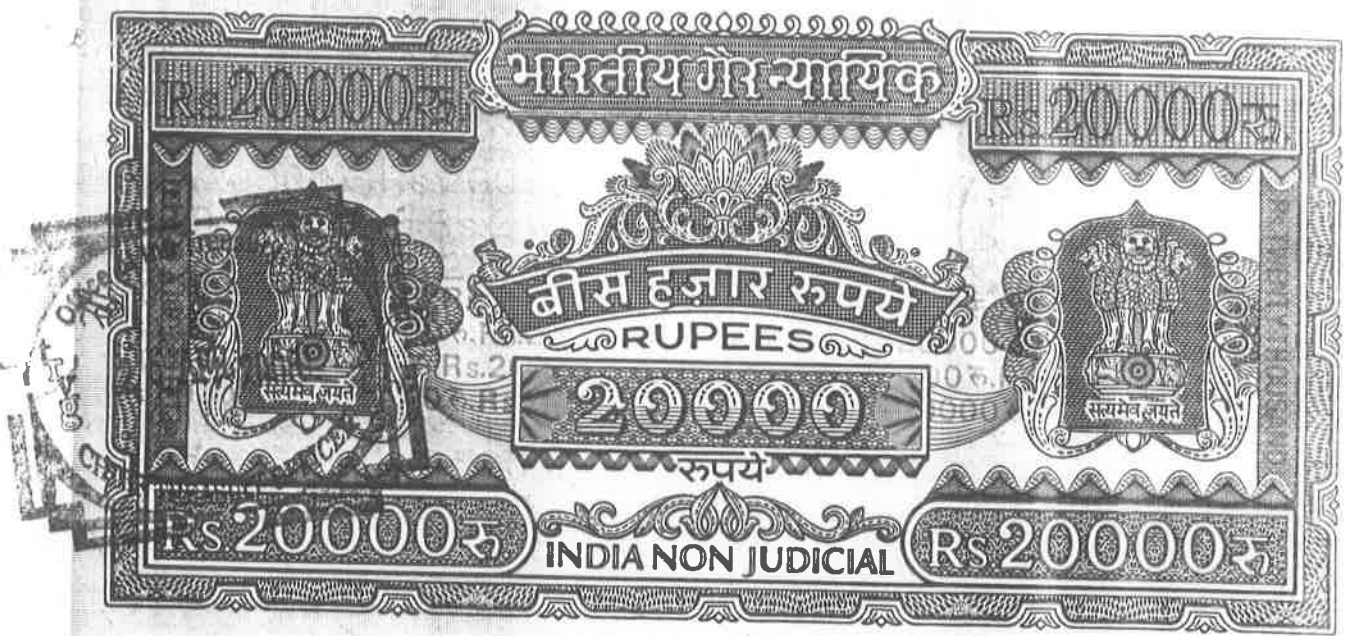 भारतीय गैर न्यायिक
Rs.20000रु
Rs.20000रु
बीस हज़ार रुपये
RUPEES
20000
रुपये
सत्यमेव जयते
सत्यमेव जयते
Rs.20000रु
Rs.20000रु
INDIA NON JUDICIAL